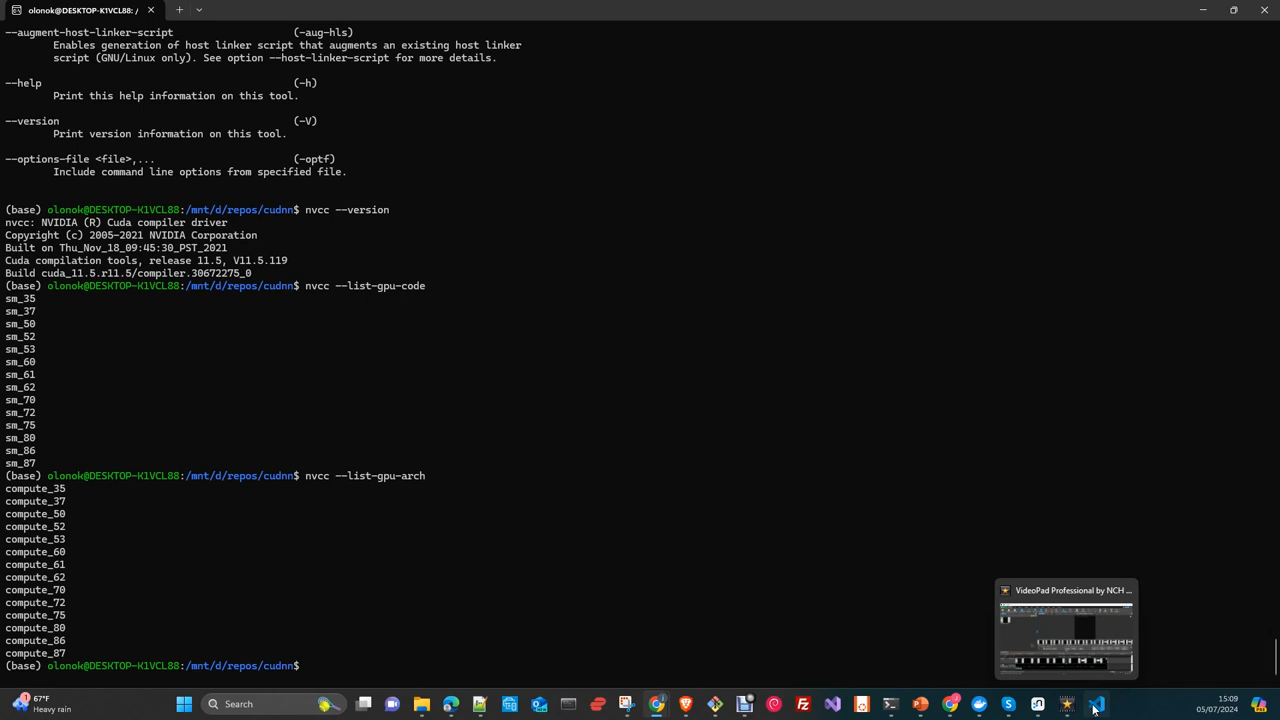 olonok@DESKTOP-K1VCL88: /
--augment-host-linker-script (-aug-hls)
Enables generation of host linker script that augments an existing host linker
script (GNU/Linux only). See option --host-linker-script for more details.
--help (-h)
Print this help information on this tool.
--version (-V)
Print version information on this tool.
--options-file <file>,... (-optf)
Include command line options from specified file.
(base) olonok@DESKTOP-K1VCL88:/mnt/d/repos/cudnn$ nvcc --version
nvcc: NVIDIA (R) Cuda compiler driver
Copyright (c) 2005-2021 NVIDIA Corporation
Built on Thu_Nov_18_09:45:30_PST_2021
Cuda compilation tools, release 11.5, V11.5.119
Build cuda_11.5.r11.5/compiler.30672275_0
(base) olonok@DESKTOP-K1VCL88:/mnt/d/repos/cudnn$ nvcc --list-gpu-code
sm_35
sm_37
sm_50
sm_52
sm_53
sm_60
sm_61
sm_62
sm_70
sm_72
sm_75
sm_80
sm_86
sm_87
(base) olonok@DESKTOP-K1VCL88:/mnt/d/repos/cudnn$ nvcc --list-gpu-arch
compute_35
compute_37
compute_50
compute_52
compute_53
compute_60
compute_61
compute_62
compute_70
compute_72
compute_75
compute_80
compute_86
compute_87
(base) olonok@DESKTOP-K1VCL88:/mnt/d/repos/cudnn$
VideoPad Professional by NCH ...
67°F
Heavy rain
Search
15:09
05/07/2024